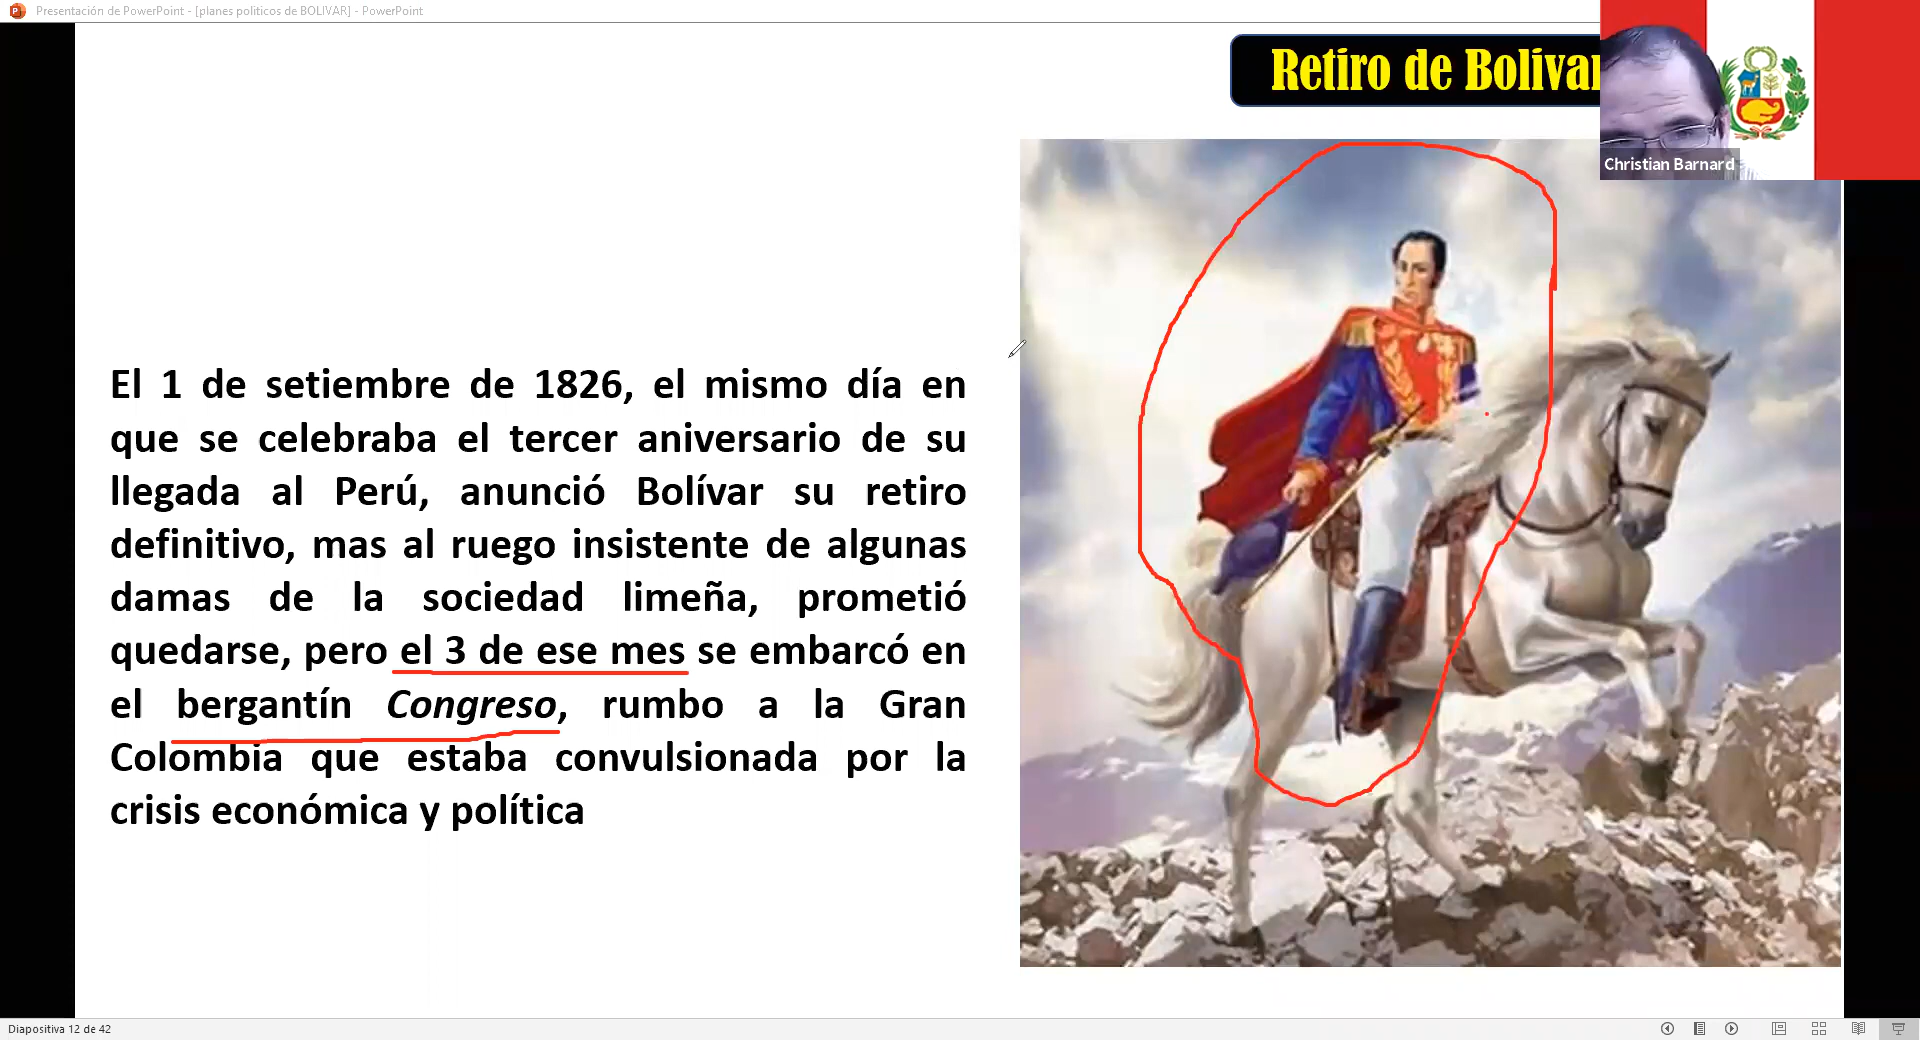 Presentación de PowerPoint - [planes politicos de BOLIVAR] - PowerPoint
Retiro de Bolivar
Christian Barnard
El 1 de setiembre de 1826, el mismo día en
que se celebraba el tercer aniversario de su
llegada al Perú, anunció Bolívar su retiro
definitivo, mas al ruego insistente de algunas
damas de la sociedad limeña, prometió
quedarse, pero el 3 de ese mes se embarcó en
el bergantín Congreso, rumbo a la Gran
Colombia que estaba convulsionada por la
crisis económica y política
Diapositiva 12 de 42